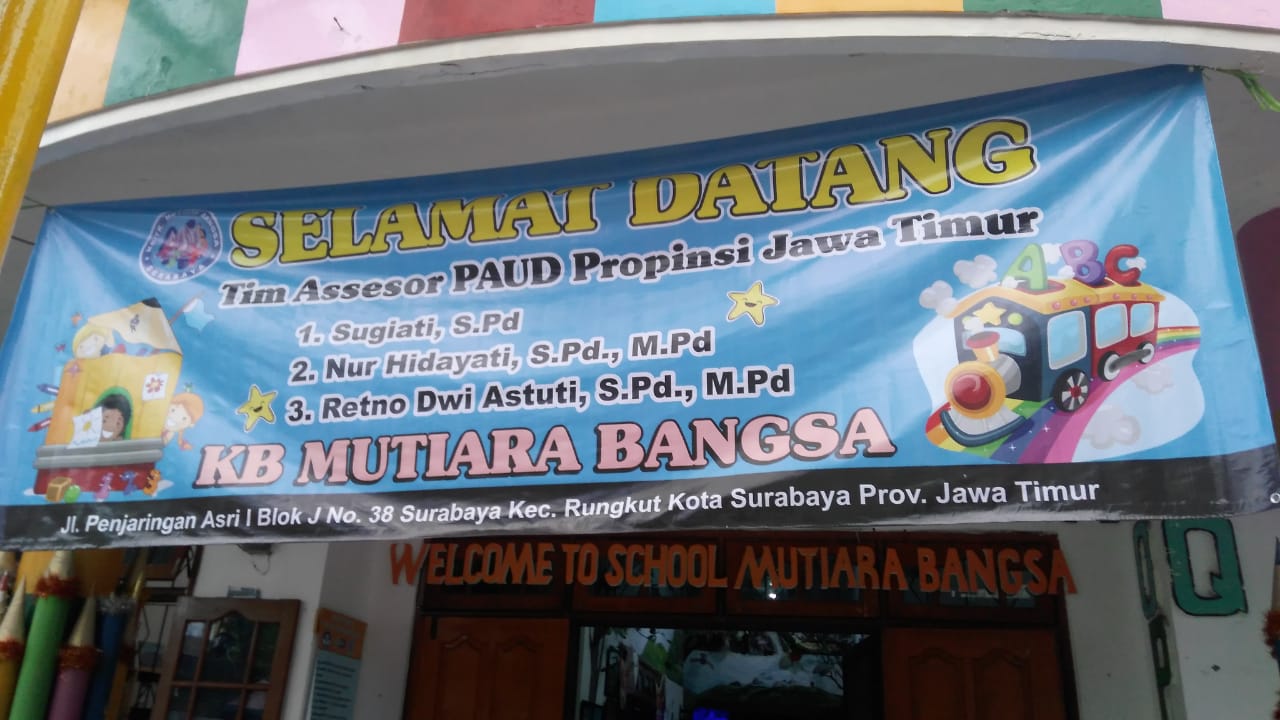 SELAMAT DATANG
Tim Assesor PAUD Propinsi Jawa Timur
1. Sugiati, S.Pd
2. Nur Hidayati, S.Pd., M.Pd
3. Retno Dwi Astuti, S.Pd., M.Pd
KB MUTIARA BANGSA
Jl. Penjaringan Asri I Blok J No. 38 Surabaya Kec. Rungkut Kota Surabaya Prov. Jawa Timur
ABC
WELCOME TO SCHOOL MUTIARA BANGSA
Q